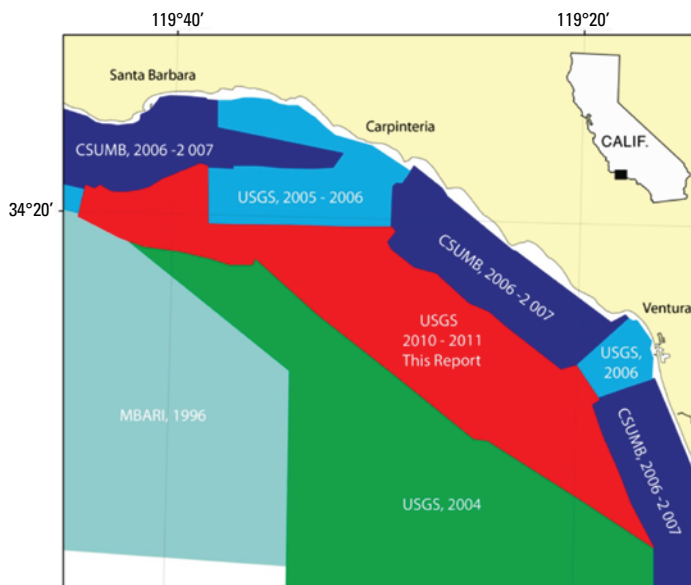 119°40′
119°20′
Santa Barbara
CALIF.
Carpinteria
CSUMB, 2006 -2 007
USGS, 2005 - 2006
34°20′
CSUMB, 2006 -2 007
Ventura
USGS
2010 - 2011
This Report
USGS,
2006
MBARI, 1996
CSUMB, 2006 -2 007
USGS, 2004